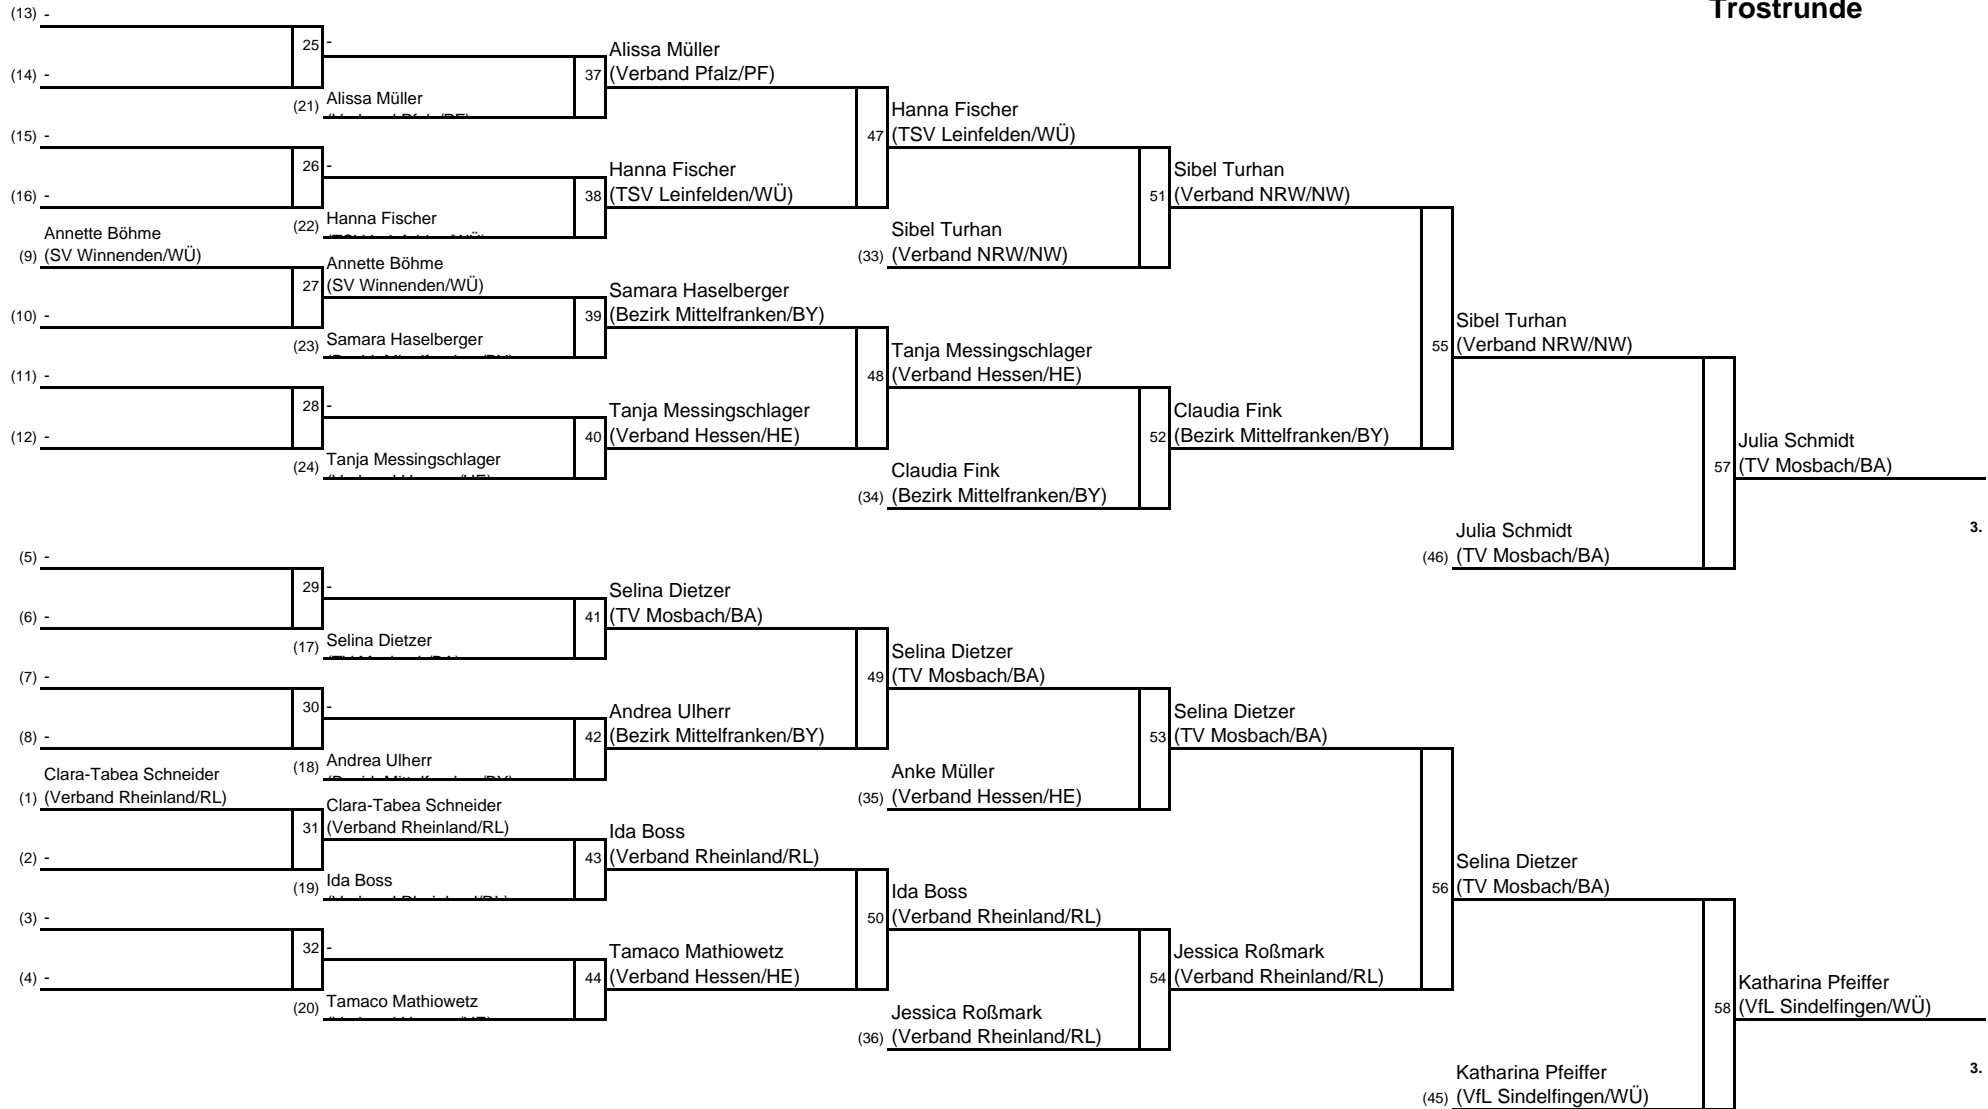 Trostrunde
(13) -
25 -
(14) -
(21) Alissa Müller
37 Alissa Müller
(Verband Pfalz/PF)
(15) -
26 -
(16) -
(22) Hanna Fischer
38 Hanna Fischer
(TSV Leinfelden/WÜ)
47 Hanna Fischer
(TSV Leinfelden/WÜ)
(33) Sibel Turhan
(Verband NRW/NW)
51 Sibel Turhan
(Verband NRW/NW)
(9) Annette Böhme
(SV Winnenden/WÜ)
27 Annette Böhme
(SV Winnenden/WÜ)
(10) -
(23) Samara Haselberger
39 Samara Haselberger
(Bezirk Mittelfranken/BY)
(11) -
28 -
(12) -
(24) Tanja Messingschlager
40 Tanja Messingschlager
(Verband Hessen/HE)
48 Tanja Messingschlager
(Verband Hessen/HE)
(34) Claudia Fink
(Bezirk Mittelfranken/BY)
52 Claudia Fink
(Bezirk Mittelfranken/BY)
55 Sibel Turhan
(Verband NRW/NW)
(46) Julia Schmidt
(TV Mosbach/BA)
57 Julia Schmidt
(TV Mosbach/BA)
3.
(5) -
29 -
(6) -
(17) Selina Dietzer
41 Selina Dietzer
(TV Mosbach/BA)
(7) -
30 -
(8) -
(18) Andrea Ulherr
42 Andrea Ulherr
(Bezirk Mittelfranken/BY)
49 Selina Dietzer
(TV Mosbach/BA)
(35) Anke Müller
(Verband Hessen/HE)
53 Selina Dietzer
(TV Mosbach/BA)
(1) Clara-Tabea Schneider
(Verband Rheinland/RL)
31 Clara-Tabea Schneider
(Verband Rheinland/RL)
(2) -
(19) Ida Boss
43 Ida Boss
(Verband Rheinland/RL)
(3) -
32 -
(4) -
(20) Tamaco Mathiowetz
44 Tamaco Mathiowetz
(Verband Hessen/HE)
50 Ida Boss
(Verband Rheinland/RL)
(36) Jessica Roßmark
(Verband Rheinland/RL)
54 Jessica Roßmark
(Verband Rheinland/RL)
56 Selina Dietzer
(TV Mosbach/BA)
(45) Katharina Pfeiffer
(VfL Sindelfingen/WÜ)
58 Katharina Pfeiffer
(VfL Sindelfingen/WÜ)
3.